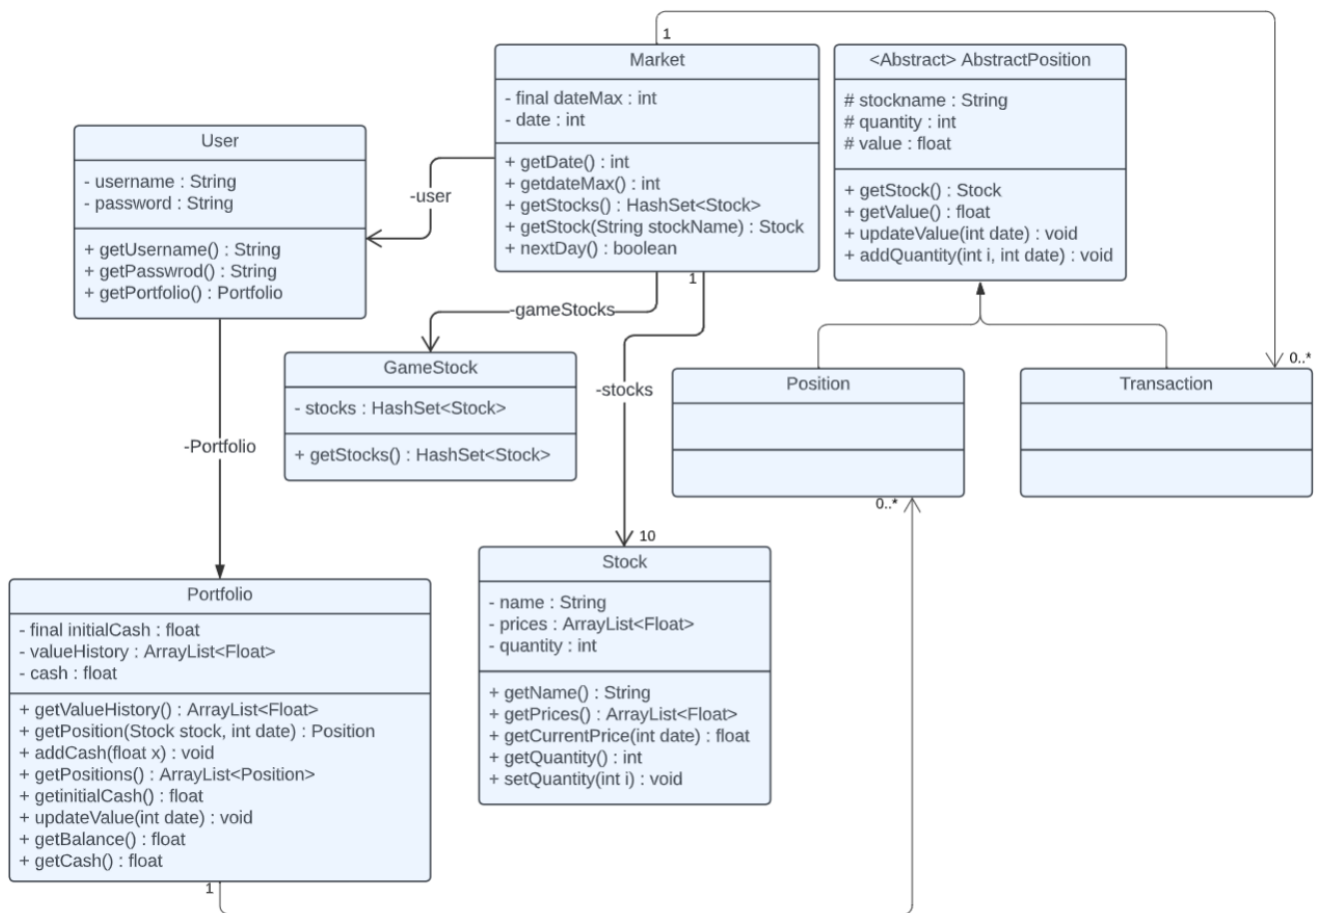 1
Market
- final dateMax : int
- date : int
+ getDate() : int
+ getdateMax() : int
+ getStocks() : HashSet<Stock>
+ getStock(String stockName) : Stock
+ nextDay() : boolean
<Abstract> AbstractPosition
# stockname : String
# quantity : int
# value : float
+ getStock() : Stock
+ getValue() : float
+ updateValue(int date) : void
+ addQuantity(int i, int date) : void
User
- username : String
- password : String
+ getUsername() : String
+ getPasswrod() : String
+ getPortfolio() : Portfolio
-user
1
-gameStocks
GameStock
- stocks : HashSet<Stock>
+ getStocks() : HashSet<Stock>
-stocks
0..*
Position
Transaction
-Portfolio
0..*
10
Stock
- name : String
- prices : ArrayList<Float>
- quantity : int
+ getName() : String
+ getPrices() : ArrayList<Float>
+ getCurrentPrice(int date) : float
+ getQuantity() : int
+ setQuantity(int i) : void
Portfolio
- final initialCash : float
- valueHistory : ArrayList<Float>
- cash : float
+ getValueHistory() : ArrayList<Float>
+ getPosition(Stock stock, int date) : Position
+ addCash(float x) : void
+ getPositions() : ArrayList<Position>
+ getinitialCash() : float
+ updateValue(int date) : void
+ getBalance() : float
+ getCash() : float
1